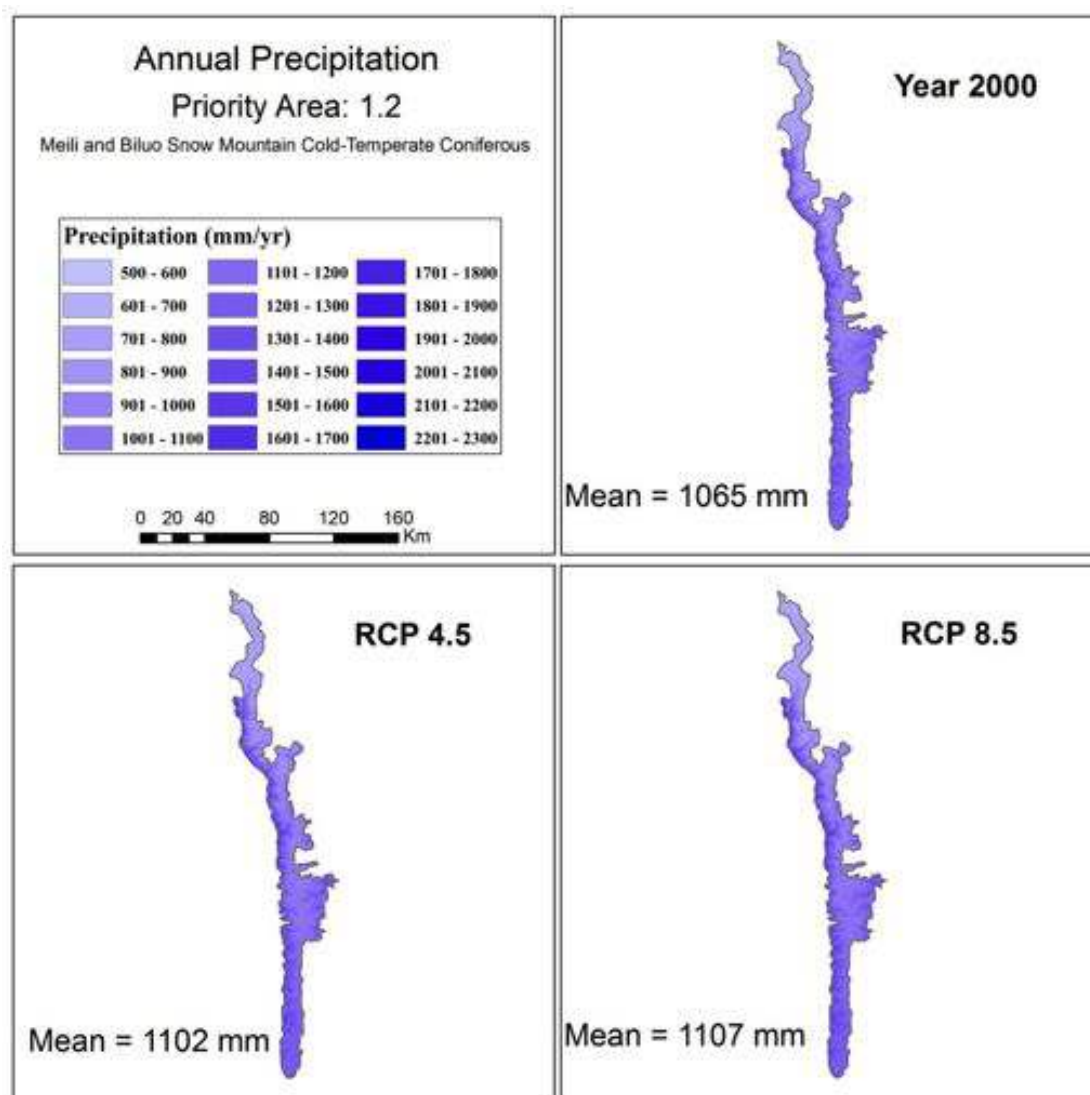 Annual Precipitation
Priority Area: 1.2
Meili and Biluo Snow Mountain Cold-Temperate Coniferous
Precipitation (mm/yr)
500 - 600 1101 - 1200 1701 - 1800
601 - 700 1201 - 1300 1801 - 1900
701 - 800 1301 - 1400 1901 - 2000
801 - 900 1401 - 1500 2001 - 2100
901 - 1000 1501 - 1600 2101 - 2200
1001 - 1100 1601 - 1700 2201 - 2300
0 20 40 80 120 160
Km
Year 2000
Mean = 1065 mm
RCP 4.5
Mean = 1102 mm
RCP 8.5
Mean = 1107 mm